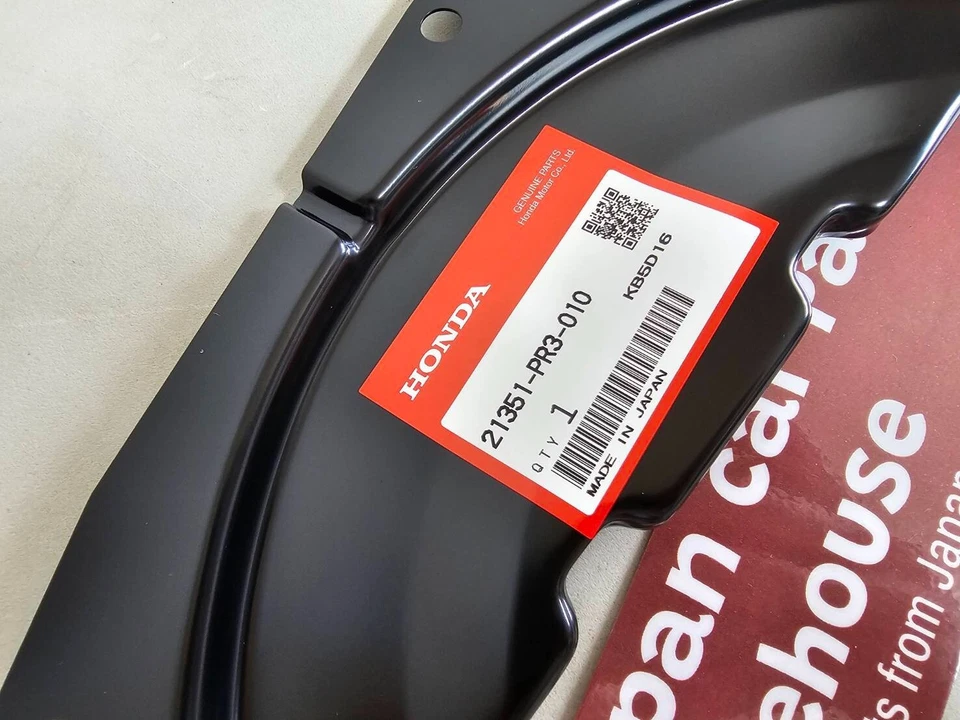 GENUINE PARTS
Honda Motor Co., Ltd.
HONDA
KB5D16
21351-PR3-010
QTY 1
MADE IN JAPAN
pan car pa
ehouse
s from Japan